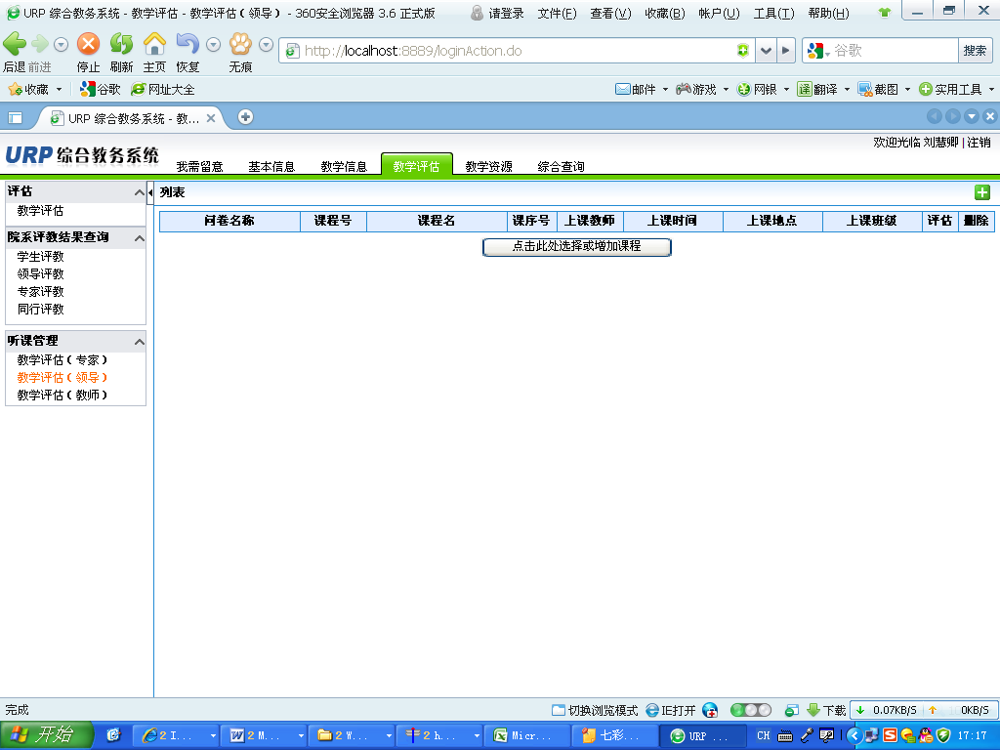 URP 综合教务系统 - 教学评估 - 教学评估（领导） - 360安全浏览器 3.6 正式版 请登录 文件(F) 查看(V) 收藏(B) 帐户(U) 工具(T) 帮助(H)
后退 前进 停止 刷新 主页 恢复 无痕 http://localhost:8889/loginAction.do 谷歌 搜索
收藏 谷歌 网址大全 邮件 游戏 网银 翻译 截图 实用工具
URP 综合教务系统 - 教...
欢迎光临 刘慧卿 | 注销
URP 综合教务系统 我需留意 基本信息 教学信息 教学评估 教学资源 综合查询
评估
教学评估
院系评教结果查询
学生评教
领导评教
专家评教
同行评教
听课管理
教学评估（专家）
教学评估（领导）
教学评估（教师）
列表
问卷名称 课程号 课程名 课序号 上课教师 上课时间 上课地点 上课班级 评估 删除
点击此处选择或增加课程
完成 切换浏览模式 IE打开 下载 0.07KB/S 0KB/S
开始 2 I... 2 M... 2 W... 2 h... Micr... 七彩... URP ... CH 17:17